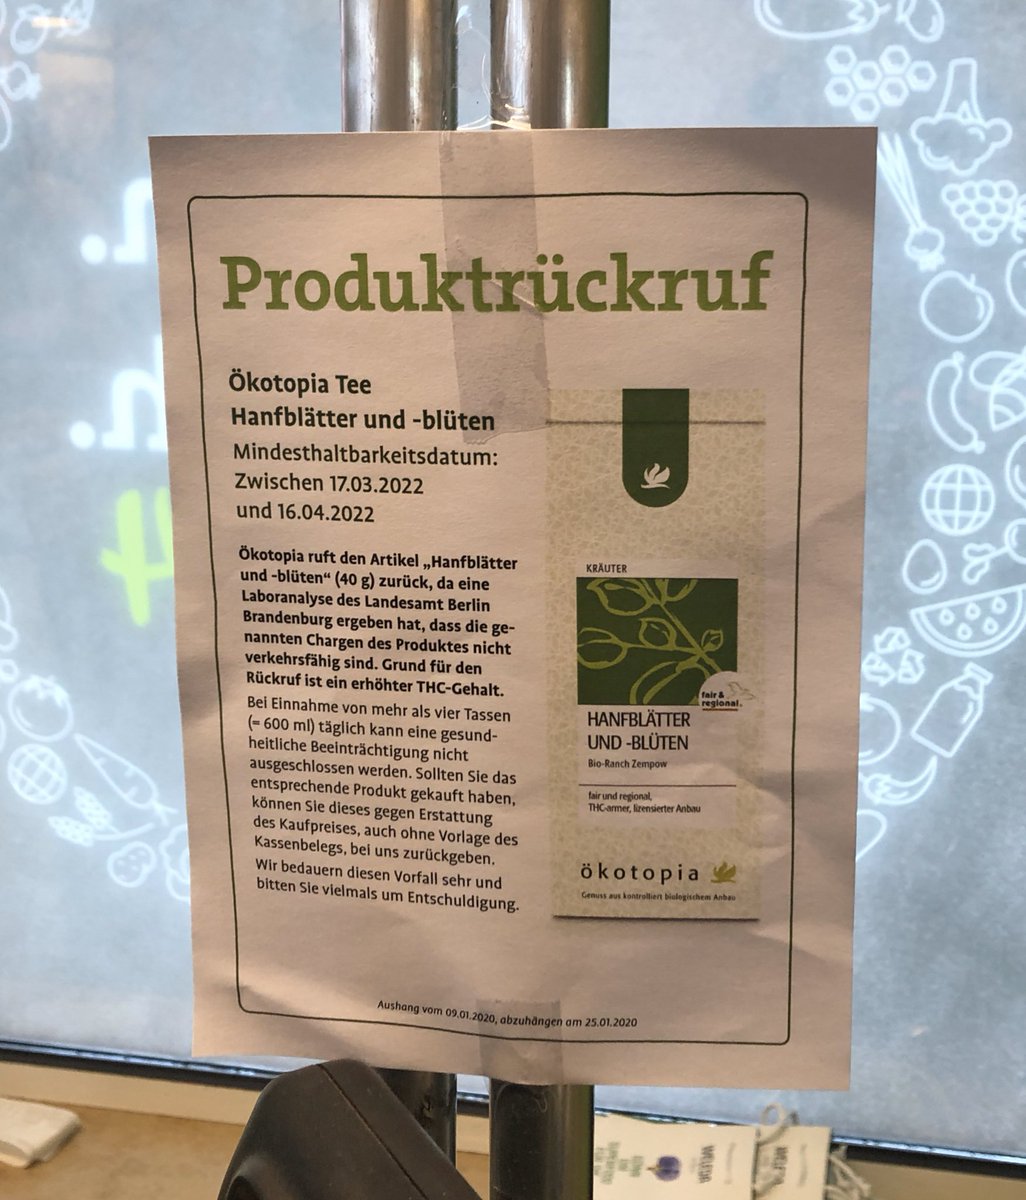 Produktrückruf
Ökotopia Tee
Hanfblätter und -blüten
Mindesthaltbarkeitsdatum:
Zwischen 17.03.2022
und 16.04.2022
Ökotopia ruft den Artikel „Hanfblätter
und -blüten“ (40 g) zurück, da eine
Laboranalyse des Landesamt Berlin
Brandenburg ergeben hat, dass die ge-
nannten Chargen des Produktes nicht
verkehrsfähig sind. Grund für den
Rückruf ist ein erhöhter THC-Gehalt.
Bei Einnahme von mehr als vier Tassen
(= 600 ml) täglich kann eine gesund-
heitliche Beeinträchtigung nicht
ausgeschlossen werden. Sollten Sie das
entsprechende Produkt gekauft haben,
können Sie dieses gegen Erstattung
des Kaufpreises, auch ohne Vorlage des
Kassenbelegs, bei uns zurückgeben.
Wir bedauern diesen Vorfall sehr und
bitten Sie vielmals um Entschuldigung.
KRÄUTER
fair &
regional.
HANFBLÄTTER
UND -BLÜTEN
Bio-Ranch Zempow
fair und regional,
THC-armer, lizensierter Anbau
ökotopia
Genuss aus kontrolliert biologischem Anbau
Aushang vom 09.01.2020, abzuhängen am 25.01.2020
WELEDA